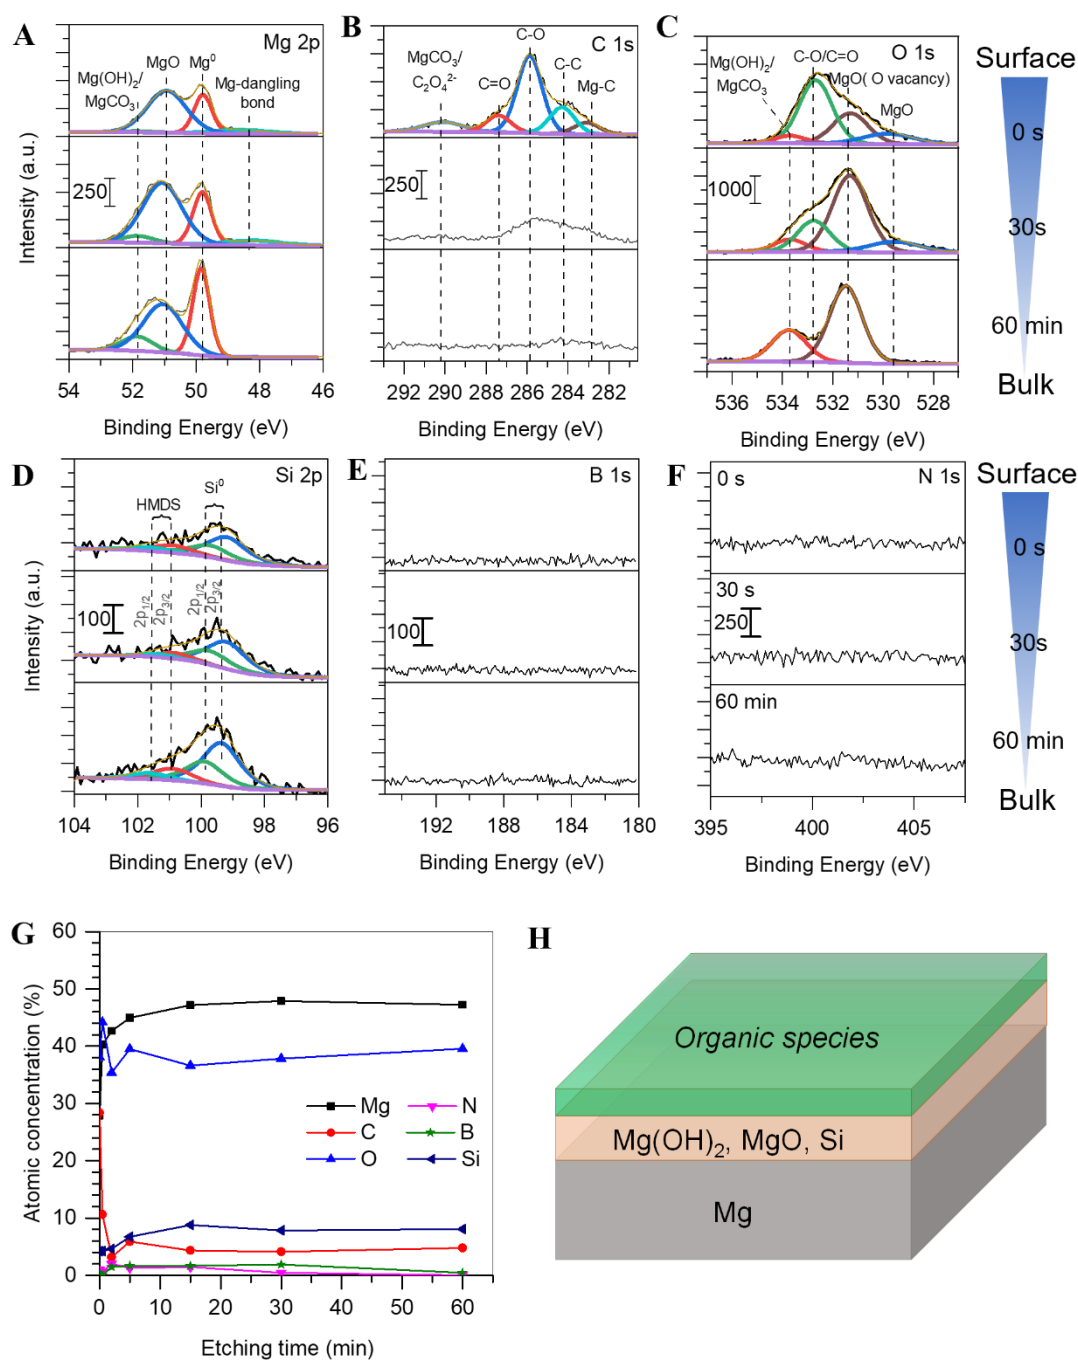 A
Mg 2p
MgO
Mg⁰
Mg(OH)₂/
MgCO₃
Mg-dangling
bond
250
54 52 50 48 46
Binding Energy (eV)
Intensity (a.u.)
B
C 1s
C-O
MgCO₃/
C₂O₄²⁻
C=O
C-C
Mg-C
250
292 290 287 284 281
Binding Energy (eV)
C
O 1s
Mg(OH)₂/
MgCO₃
C-O/C=O
MgO( O vacancy)
MgO
1000
536 534 532 530 528
Binding Energy (eV)
Surface
0 s
30s
60 min
Bulk
D
Si 2p
HMDS
Si⁰
2p₁/₂
2p₃/₂
2p₁/₂
2p₃/₂
100
104 102 100 98 96
Binding Energy (eV)
Intensity (a.u.)
E
B 1s
100
192 188 184 180
Binding Energy (eV)
F
N 1s
0 s
30 s
250
60 min
395 400 405
Binding Energy (eV)
Surface
0 s
30s
60 min
Bulk
G
60
50
40
30
20
10
0
Atomic concentration (%)
Mg N
C B
O Si
0 10 20 30 40 50 60
Etching time (min)
H
Organic species
Mg(OH)₂, MgO, Si
Mg